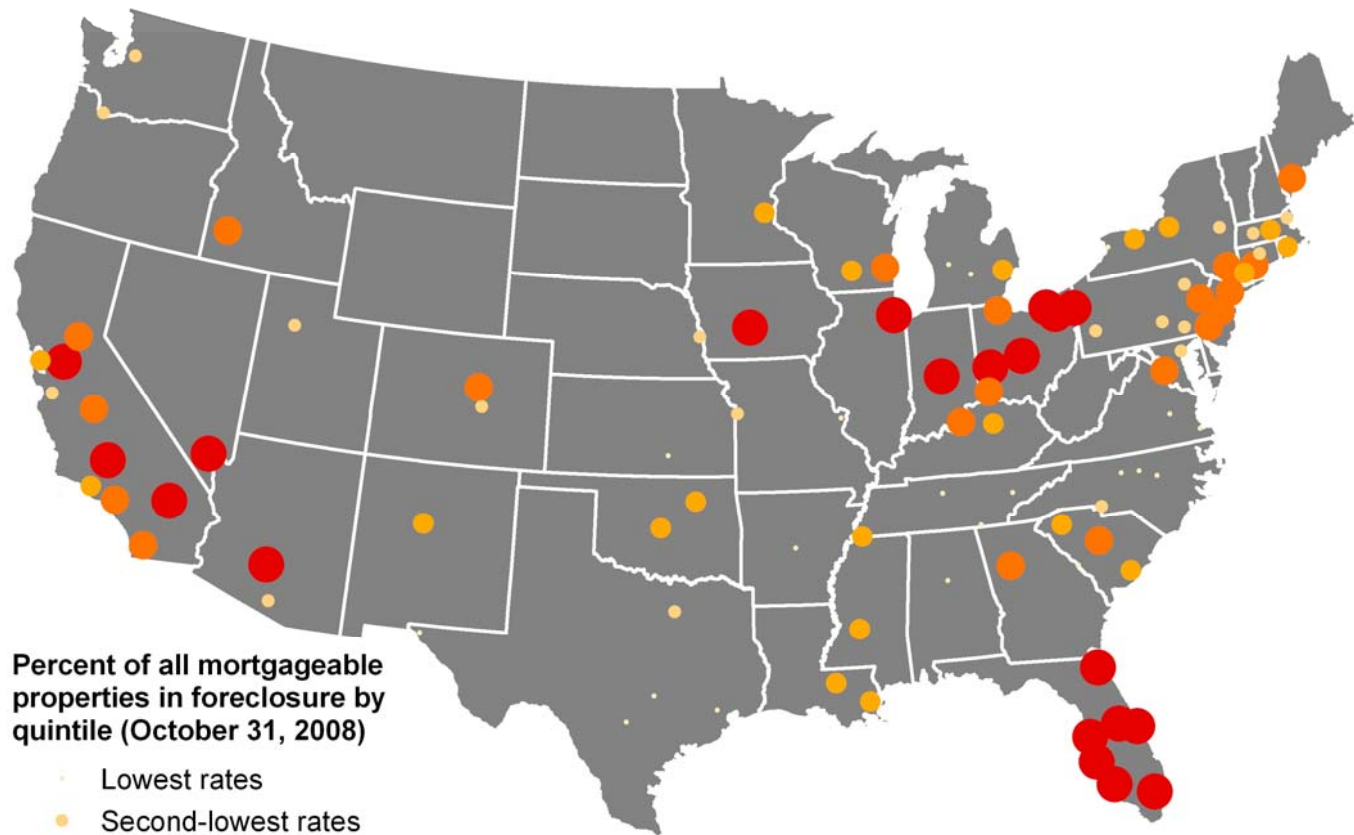 Percent of all mortgageable
properties in foreclosure by
quintile (October 31, 2008)
Lowest rates
Second-lowest rates